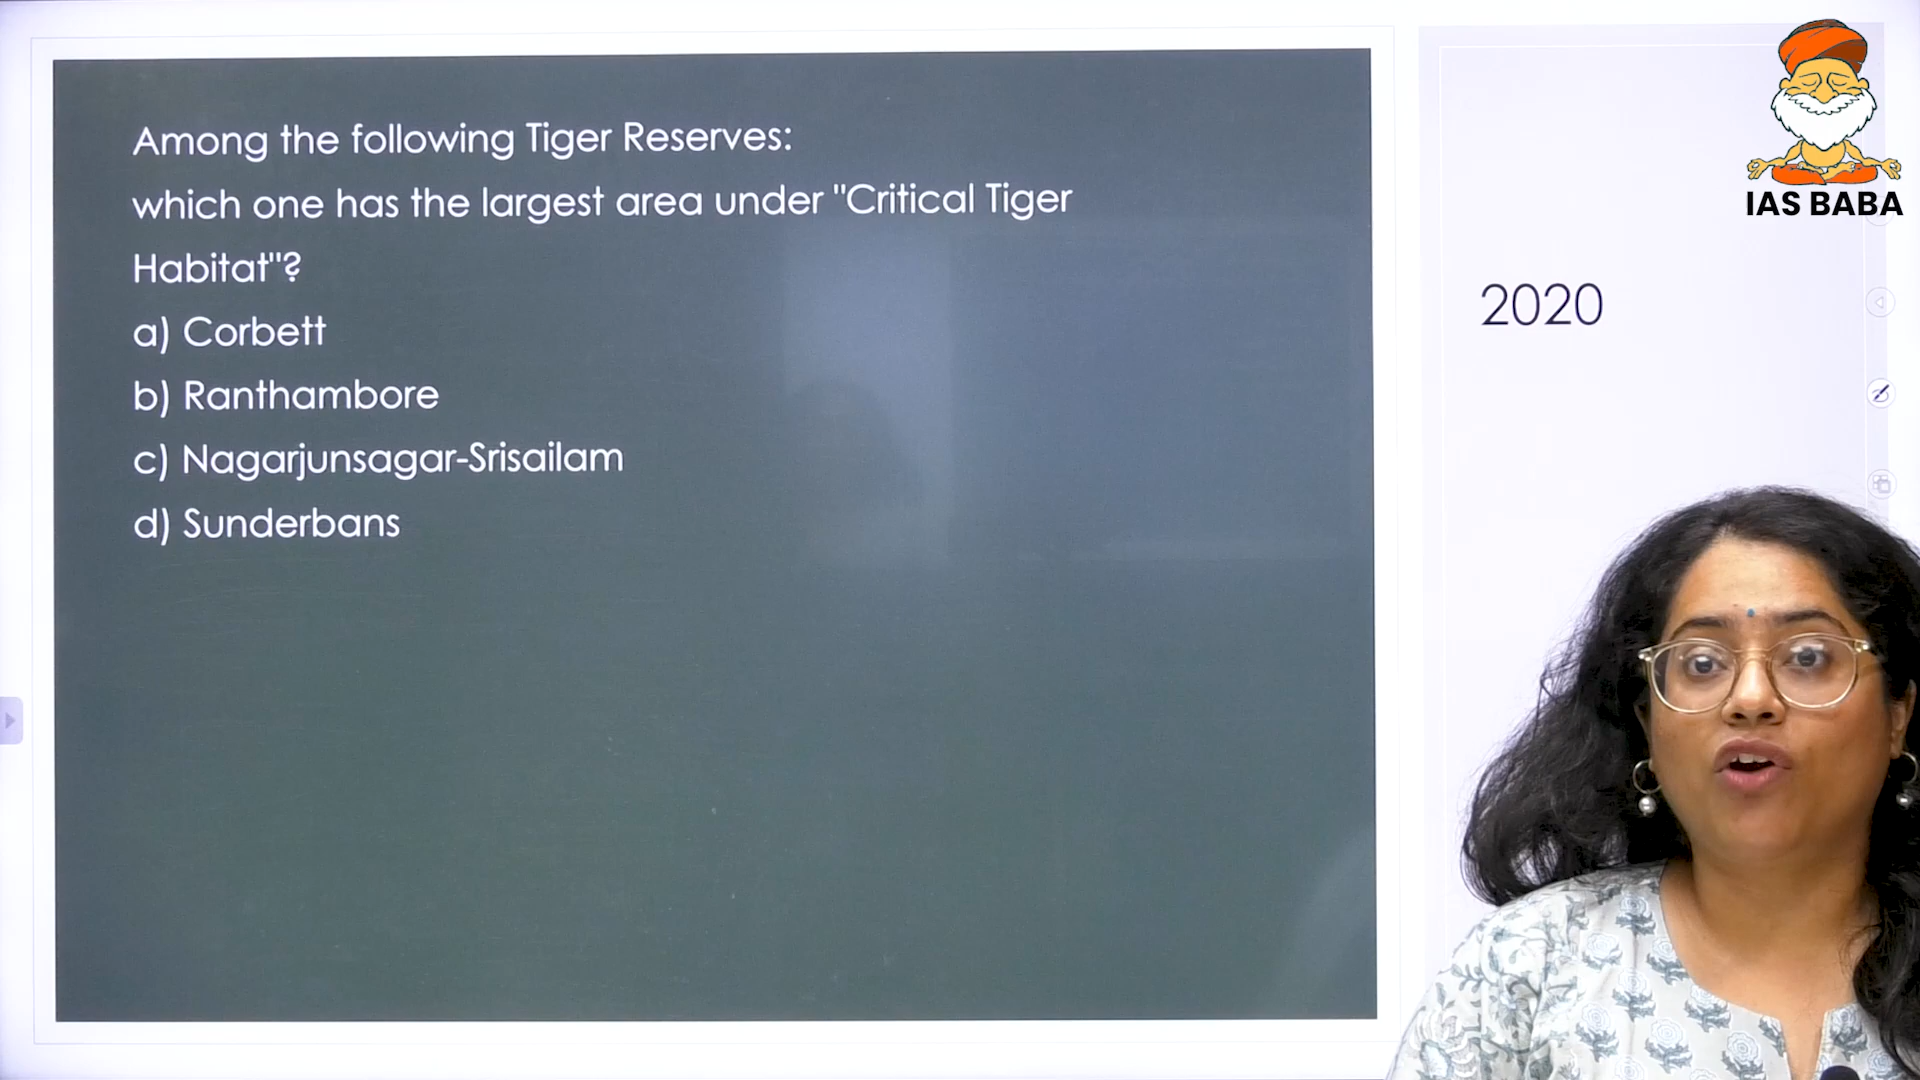 Among the following Tiger Reserves:
which one has the largest area under "Critical Tiger
Habitat"?
a) Corbett
b) Ranthambore
c) Nagarjunsagar-Srisailam
d) Sunderbans
IAS BABA
2020